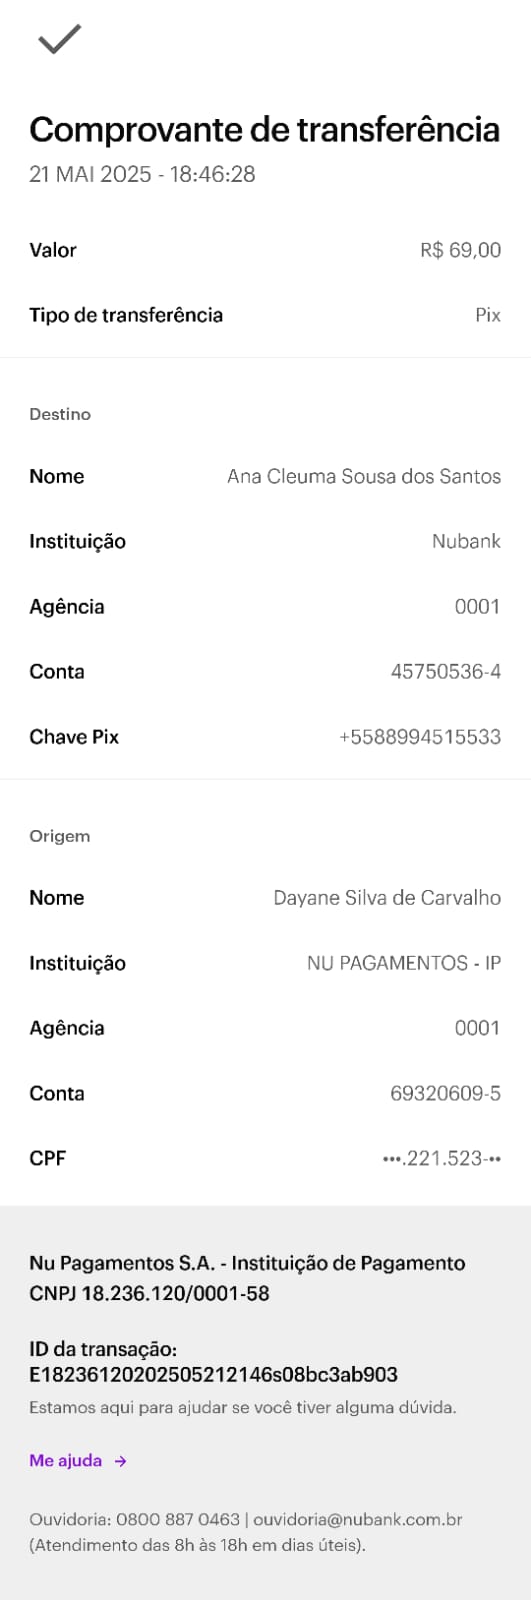 Comprovante de transferência
21 MAI 2025 - 18:46:28
Valor R$ 69,00
Tipo de transferência Pix
Destino
Nome Ana Cleuma Sousa dos Santos
Instituição Nubank
Agência 0001
Conta 45750536-4
Chave Pix +5588994515533
Origem
Nome Dayane Silva de Carvalho
Instituição NU PAGAMENTOS - IP
Agência 0001
Conta 69320609-5
CPF •••.221.523-••
Nu Pagamentos S.A. - Instituição de Pagamento
CNPJ 18.236.120/0001-58
ID da transação:
E18236120202505212146s08bc3ab903
Estamos aqui para ajudar se você tiver alguma dúvida.
Me ajuda →
Ouvidoria: 0800 887 0463 | ouvidoria@nubank.com.br
(Atendimento das 8h às 18h em dias úteis).